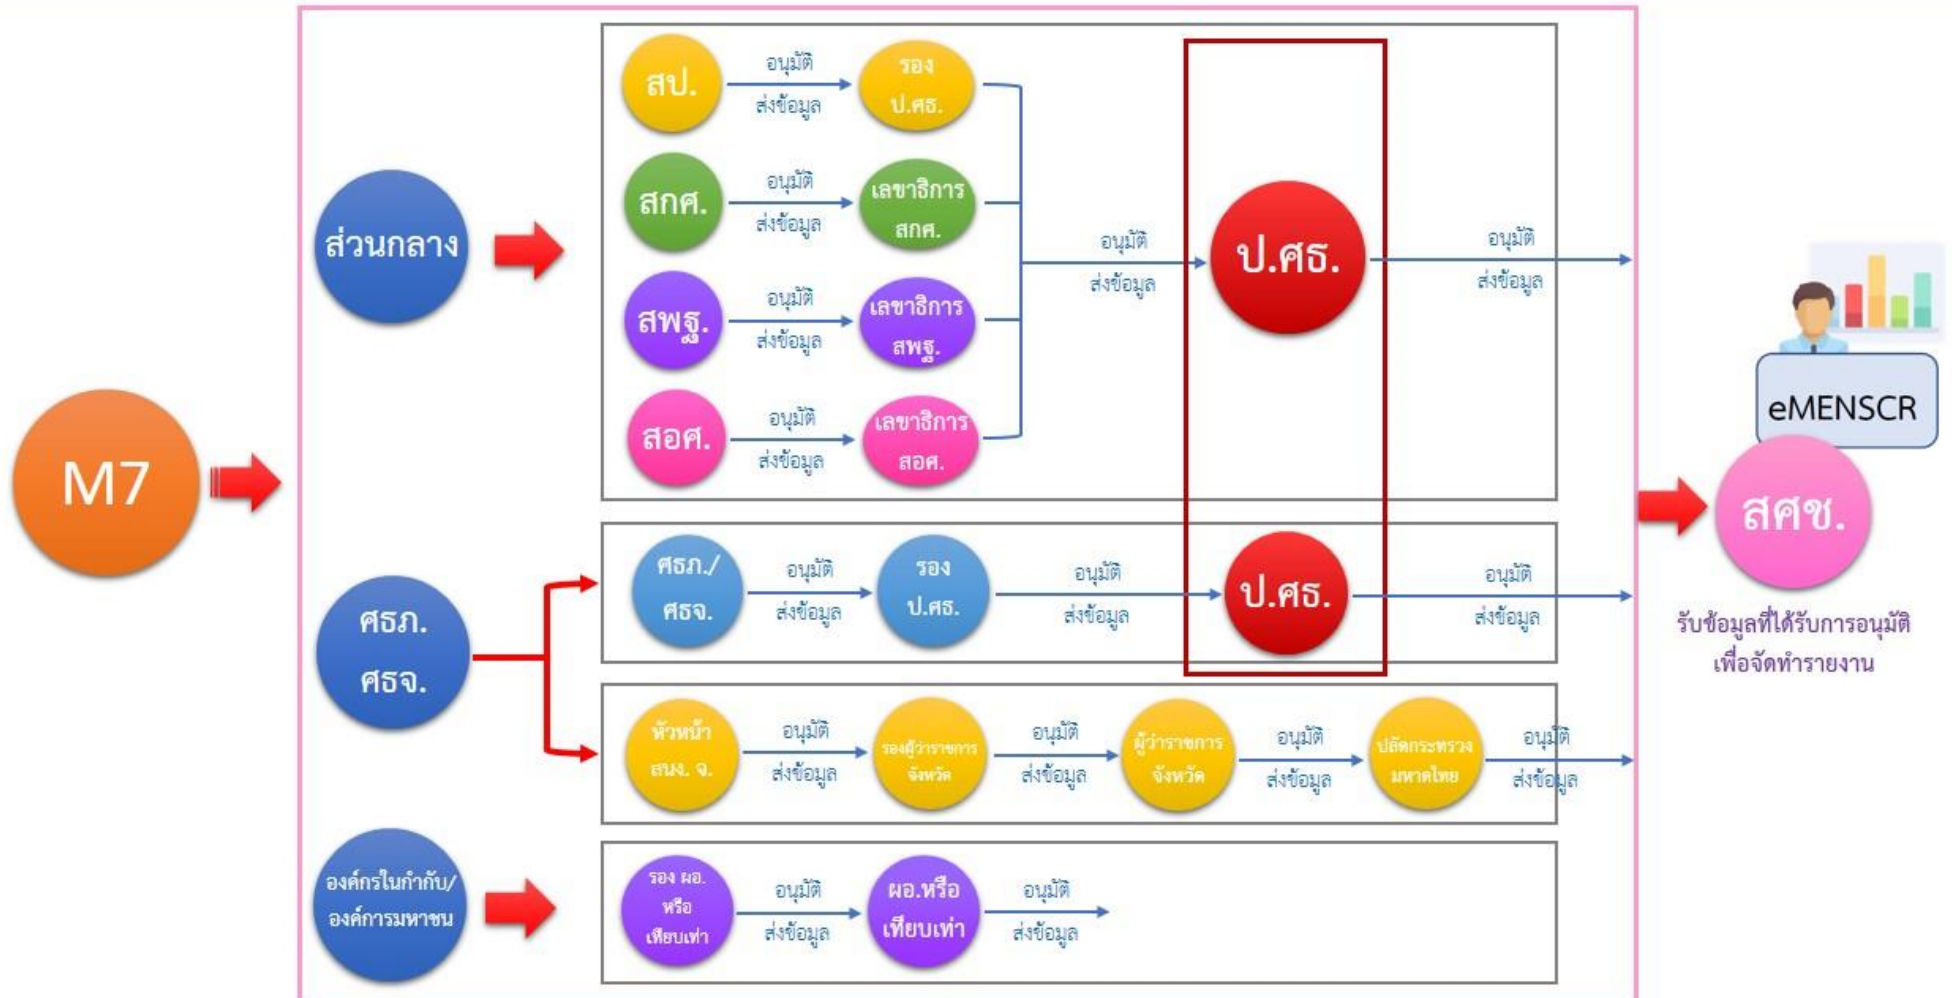 M7
ส่วนกลาง
สป.
อนุมัติ
ส่งข้อมูล
รอง
ป.ศธ.
สกศ.
อนุมัติ
ส่งข้อมูล
เลขาธิการ
สกศ.
สพฐ.
อนุมัติ
ส่งข้อมูล
เลขาธิการ
สพฐ.
สอศ.
อนุมัติ
ส่งข้อมูล
เลขาธิการ
สอศ.
อนุมัติ
ส่งข้อมูล
ป.ศธ.
อนุมัติ
ส่งข้อมูล
ศธภ.
ศธจ.
ศธภ./
ศธจ.
อนุมัติ
ส่งข้อมูล
รอง
ป.ศธ.
อนุมัติ
ส่งข้อมูล
ป.ศธ.
อนุมัติ
ส่งข้อมูล
หัวหน้า
สนง. จ.
อนุมัติ
ส่งข้อมูล
รองผู้ว่าราชการ
จังหวัด
อนุมัติ
ส่งข้อมูล
ผู้ว่าราชการ
จังหวัด
อนุมัติ
ส่งข้อมูล
ปลัดกระทรวง
มหาดไทย
อนุมัติ
ส่งข้อมูล
องค์กรในกำกับ/
องค์การมหาชน
รอง ผอ.
หรือ
เทียบเท่า
อนุมัติ
ส่งข้อมูล
ผอ.หรือ
เทียบเท่า
อนุมัติ
ส่งข้อมูล
eMENSCR
สศช.
รับข้อมูลที่ได้รับการอนุมัติ
เพื่อจัดทำรายงาน